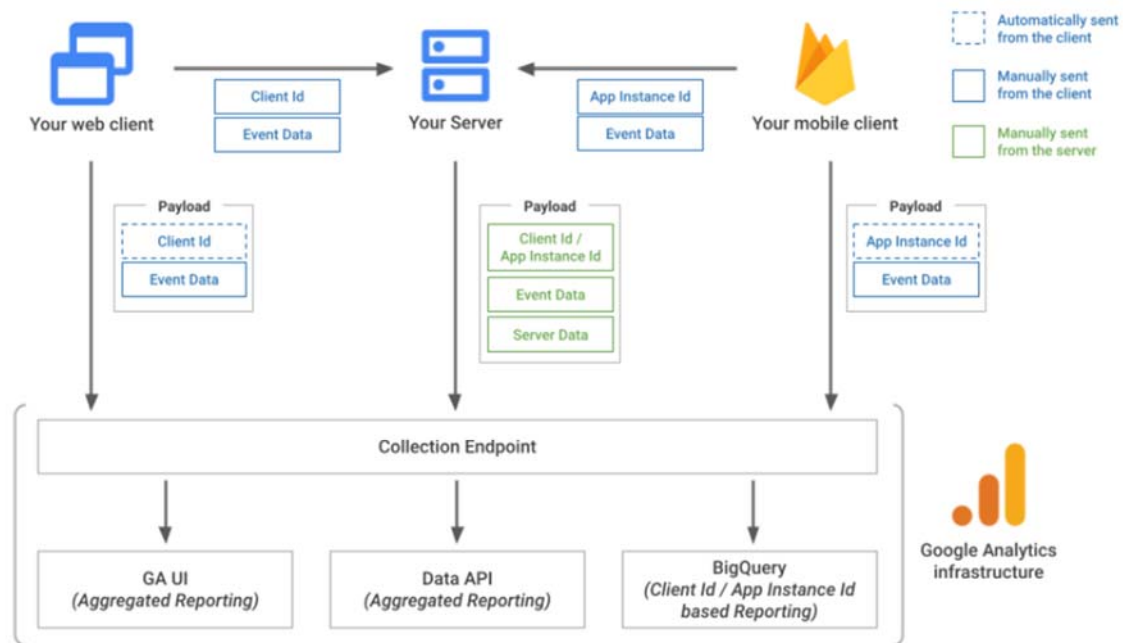 Automatically sent
from the client
Manually sent
from the client
Manually sent
from the server
Your web client
Client Id
Event Data
Your Server
App Instance Id
Event Data
Your mobile client
Payload
Client Id
Event Data
Payload
Client Id /
App Instance Id
Event Data
Server Data
Payload
App Instance Id
Event Data
Collection Endpoint
GA UI
(Aggregated Reporting)
Data API
(Aggregated Reporting)
BigQuery
(Client Id / App Instance Id
based Reporting)
Google Analytics
infrastructure